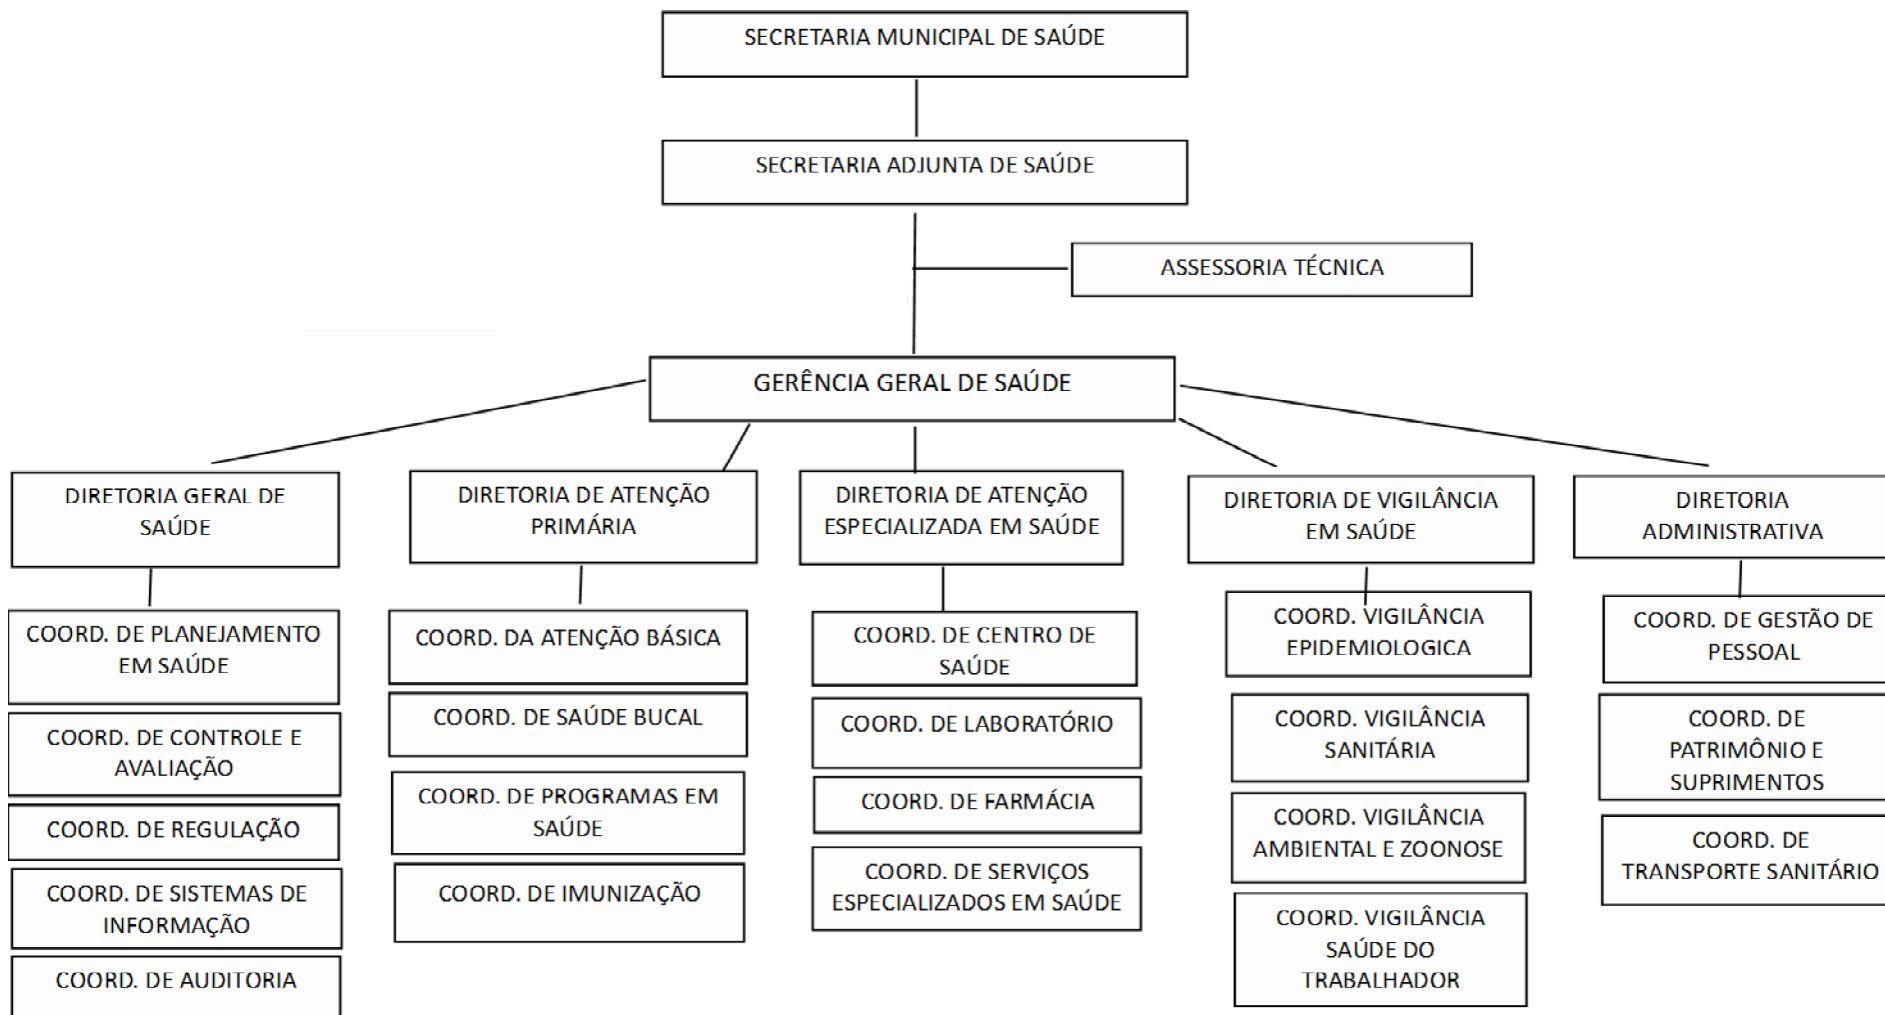 SECRETARIA MUNICIPAL DE SAÚDE
SECRETARIA ADJUNTA DE SAÚDE
ASSESSORIA TÉCNICA
GERÊNCIA GERAL DE SAÚDE
DIRETORIA GERAL DE
SAÚDE
COORD. DE PLANEJAMENTO
EM SAÚDE
COORD. DE CONTROLE E
AVALIAÇÃO
COORD. DE REGULAÇÃO
COORD. DE SISTEMAS DE
INFORMAÇÃO
COORD. DE AUDITORIA
DIRETORIA DE ATENÇÃO
PRIMÁRIA
COORD. DA ATENÇÃO BÁSICA
COORD. DE SAÚDE BUCAL
COORD. DE PROGRAMAS EM
SAÚDE
COORD. DE IMUNIZAÇÃO
DIRETORIA DE ATENÇÃO
ESPECIALIZADA EM SAÚDE
COORD. DE CENTRO DE
SAÚDE
COORD. DE LABORATÓRIO
COORD. DE FARMÁCIA
COORD. DE SERVIÇOS
ESPECIALIZADOS EM SAÚDE
DIRETORIA DE VIGILÂNCIA
EM SAÚDE
COORD. VIGILÂNCIA
EPIDEMIOLOGICA
COORD. VIGILÂNCIA
SANITÁRIA
COORD. VIGILÂNCIA
AMBIENTAL E ZOONOSE
COORD. VIGILÂNCIA
SAÚDE DO
TRABALHADOR
DIRETORIA
ADMINISTRATIVA
COORD. DE GESTÃO DE
PESSOAL
COORD. DE
PATRIMÔNIO E
SUPRIMENTOS
COORD. DE
TRANSPORTE SANITÁRIO